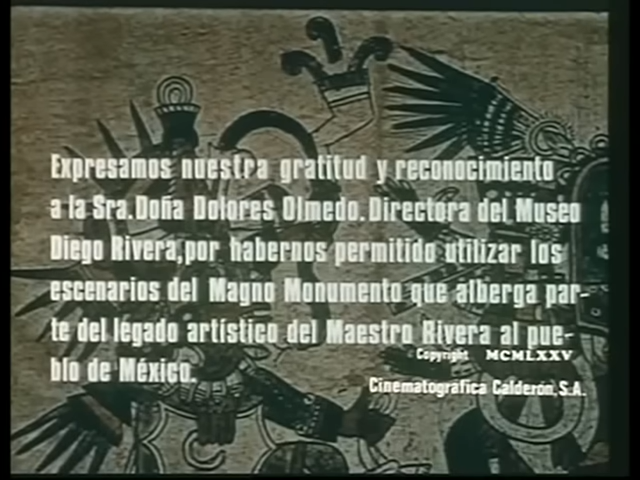 Expresamos nuestra gratitud y reconocimiento
a la Sra. Doña Dolores Olmedo. Directora del Museo
Diego Rivera, por habernos permitido utilizar los
escenarios del Magno Monumento que alberga par-
te del légado artístico del Maestro Rivera al pue-
blo de México.
Copyright MCMLXXV
Cinematográfica Calderón, S.A.